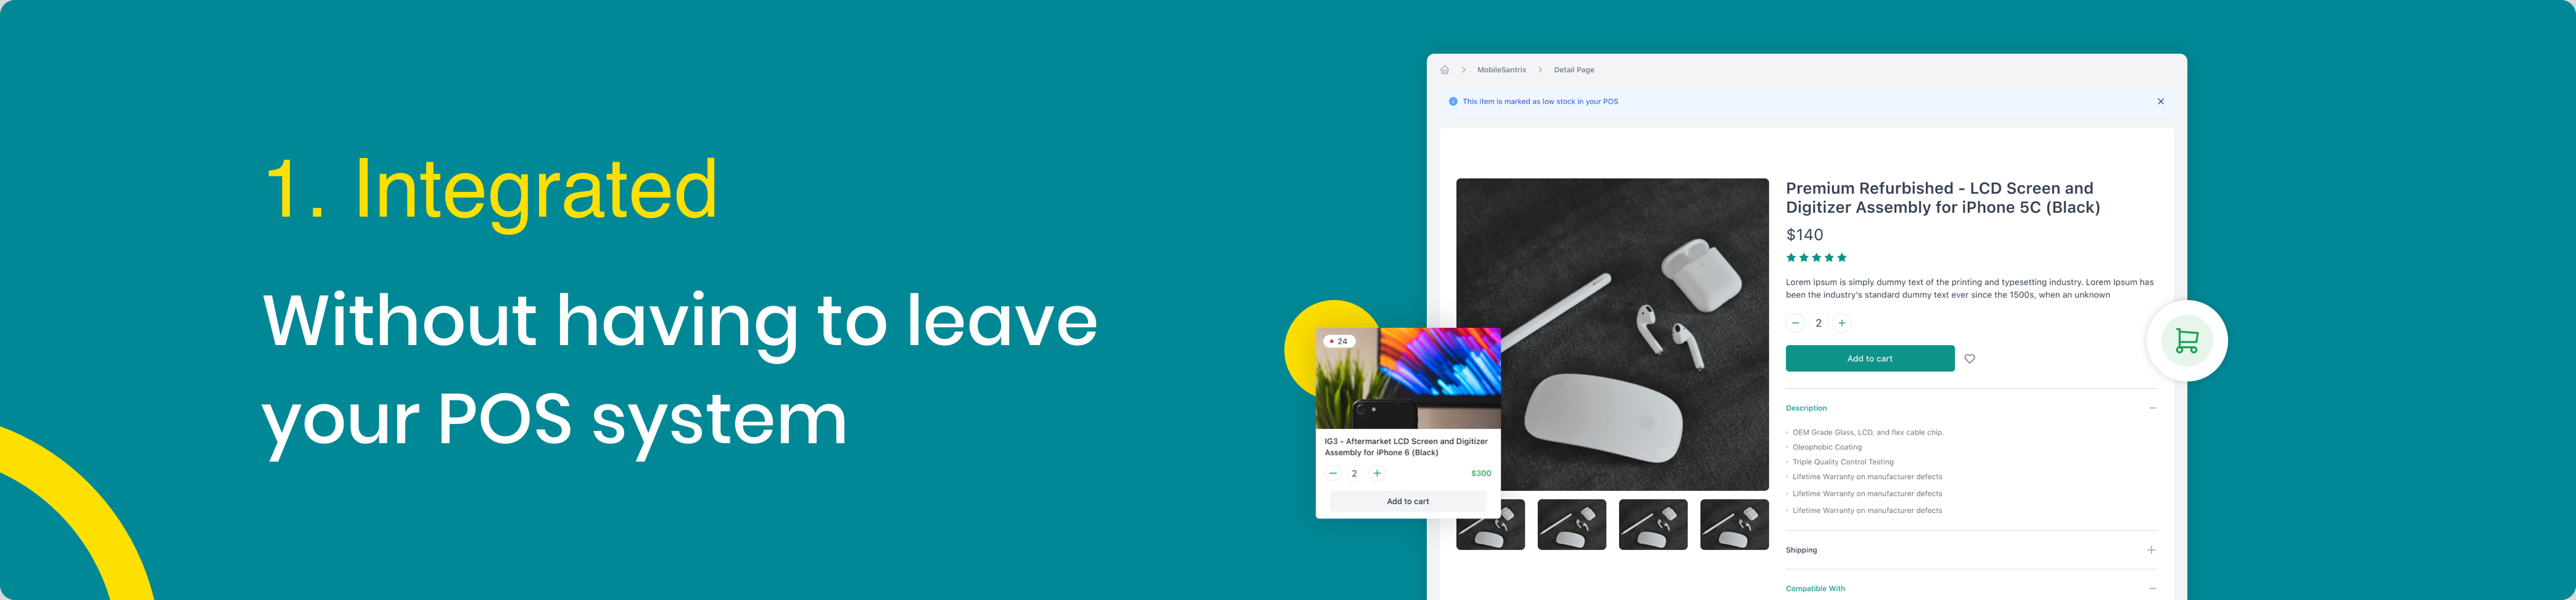 1. Integrated
Without having to leave
your POS system
MobileSantrix
Detail Page
This item is marked as low stock in your POS
Premium Refurbished - LCD Screen and
Digitizer Assembly for iPhone 5C (Black)
$140
Lorem Ipsum is simply dummy text of the printing and typesetting industry. Lorem Ipsum has
been the industry's standard dummy text ever since the 1500s, when an unknown
2
Add to cart
Description
OEM Grade Glass, LCD, and flex cable chip.
Oleophobic Coating
Triple Quality Control Testing
Lifetime Warranty on manufacturer defects
Lifetime Warranty on manufacturer defects
Lifetime Warranty on manufacturer defects
Shipping
Compatible With
24
IG3 - Aftermarket LCD Screen and Digitizer
Assembly for iPhone 6 (Black)
2
$300
Add to cart